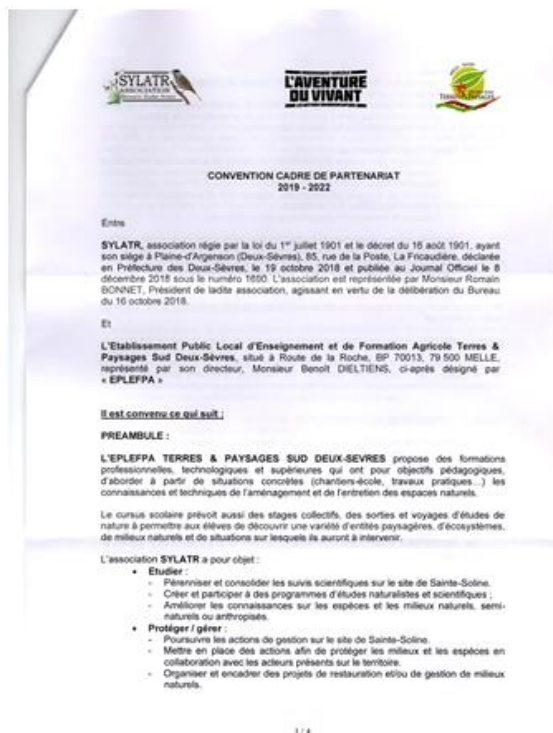 SYLATR
ASSOCIATION
L'AVENTURE
DU VIVANT
CONVENTION CADRE DE PARTENARIAT
2019 - 2022
Entre
SYLATR, association régie par la loi du 1er juillet 1901 et le décret du 16 août 1901, ayant
son siège à Plaine-d'Argenson (Deux-Sèvres), 85, rue de la Poste, La Fricaudière, déclarée
en Préfecture des Deux-Sèvres, le 19 octobre 2018 et publiée au Journal Officiel le 8
décembre 2018 sous le numéro 1690. L'association est représentée par Monsieur Romain
BONNET, Président de ladite association, agissant en vertu de la délibération du Bureau
du 16 octobre 2018.
Et
L'Etablissement Public Local d'Enseignement et de Formation Agricole Terres &
Paysages Sud Deux-Sèvres, situé à Route de la Roche, BP 70013, 79 500 MELLE,
représenté par son directeur, Monsieur Benoît DIELTIENS, ci-après désigné par
« EPLEFPA »
Il est convenu ce qui suit :
PREAMBULE :
L'EPLEFPA TERRES & PAYSAGES SUD DEUX-SEVRES propose des formations
professionnelles, technologiques et supérieures qui ont pour objectifs pédagogiques,
d'aborder à partir de situations concrètes (chantiers-école, travaux pratiques…) les
connaissances et techniques de l'aménagement et de l'entretien des espaces naturels.
Le cursus scolaire prévoit aussi des stages collectifs, des sorties et voyages d'études de
nature à permettre aux élèves de découvrir une variété d'entités paysagères, d'écosystèmes,
de milieux naturels et de situations sur lesquels ils auront à intervenir.
L'association SYLATR a pour objet :
• Etudier :
- Pérenniser et consolider les suivis scientifiques sur le site de Sainte-Soline.
- Créer et participer à des programmes d'études naturalistes et scientifiques ;
- Améliorer les connaissances sur les espèces et les milieux naturels, semi-
naturels ou anthropisés.
• Protéger / gérer :
- Poursuivre les actions de gestion sur le site de Sainte-Soline.
- Mettre en place des actions afin de protéger les milieux et les espèces en
collaboration avec les acteurs présents sur le territoire.
- Organiser et encadrer des projets de restauration et/ou de gestion de milieux
naturels.
1 / 4